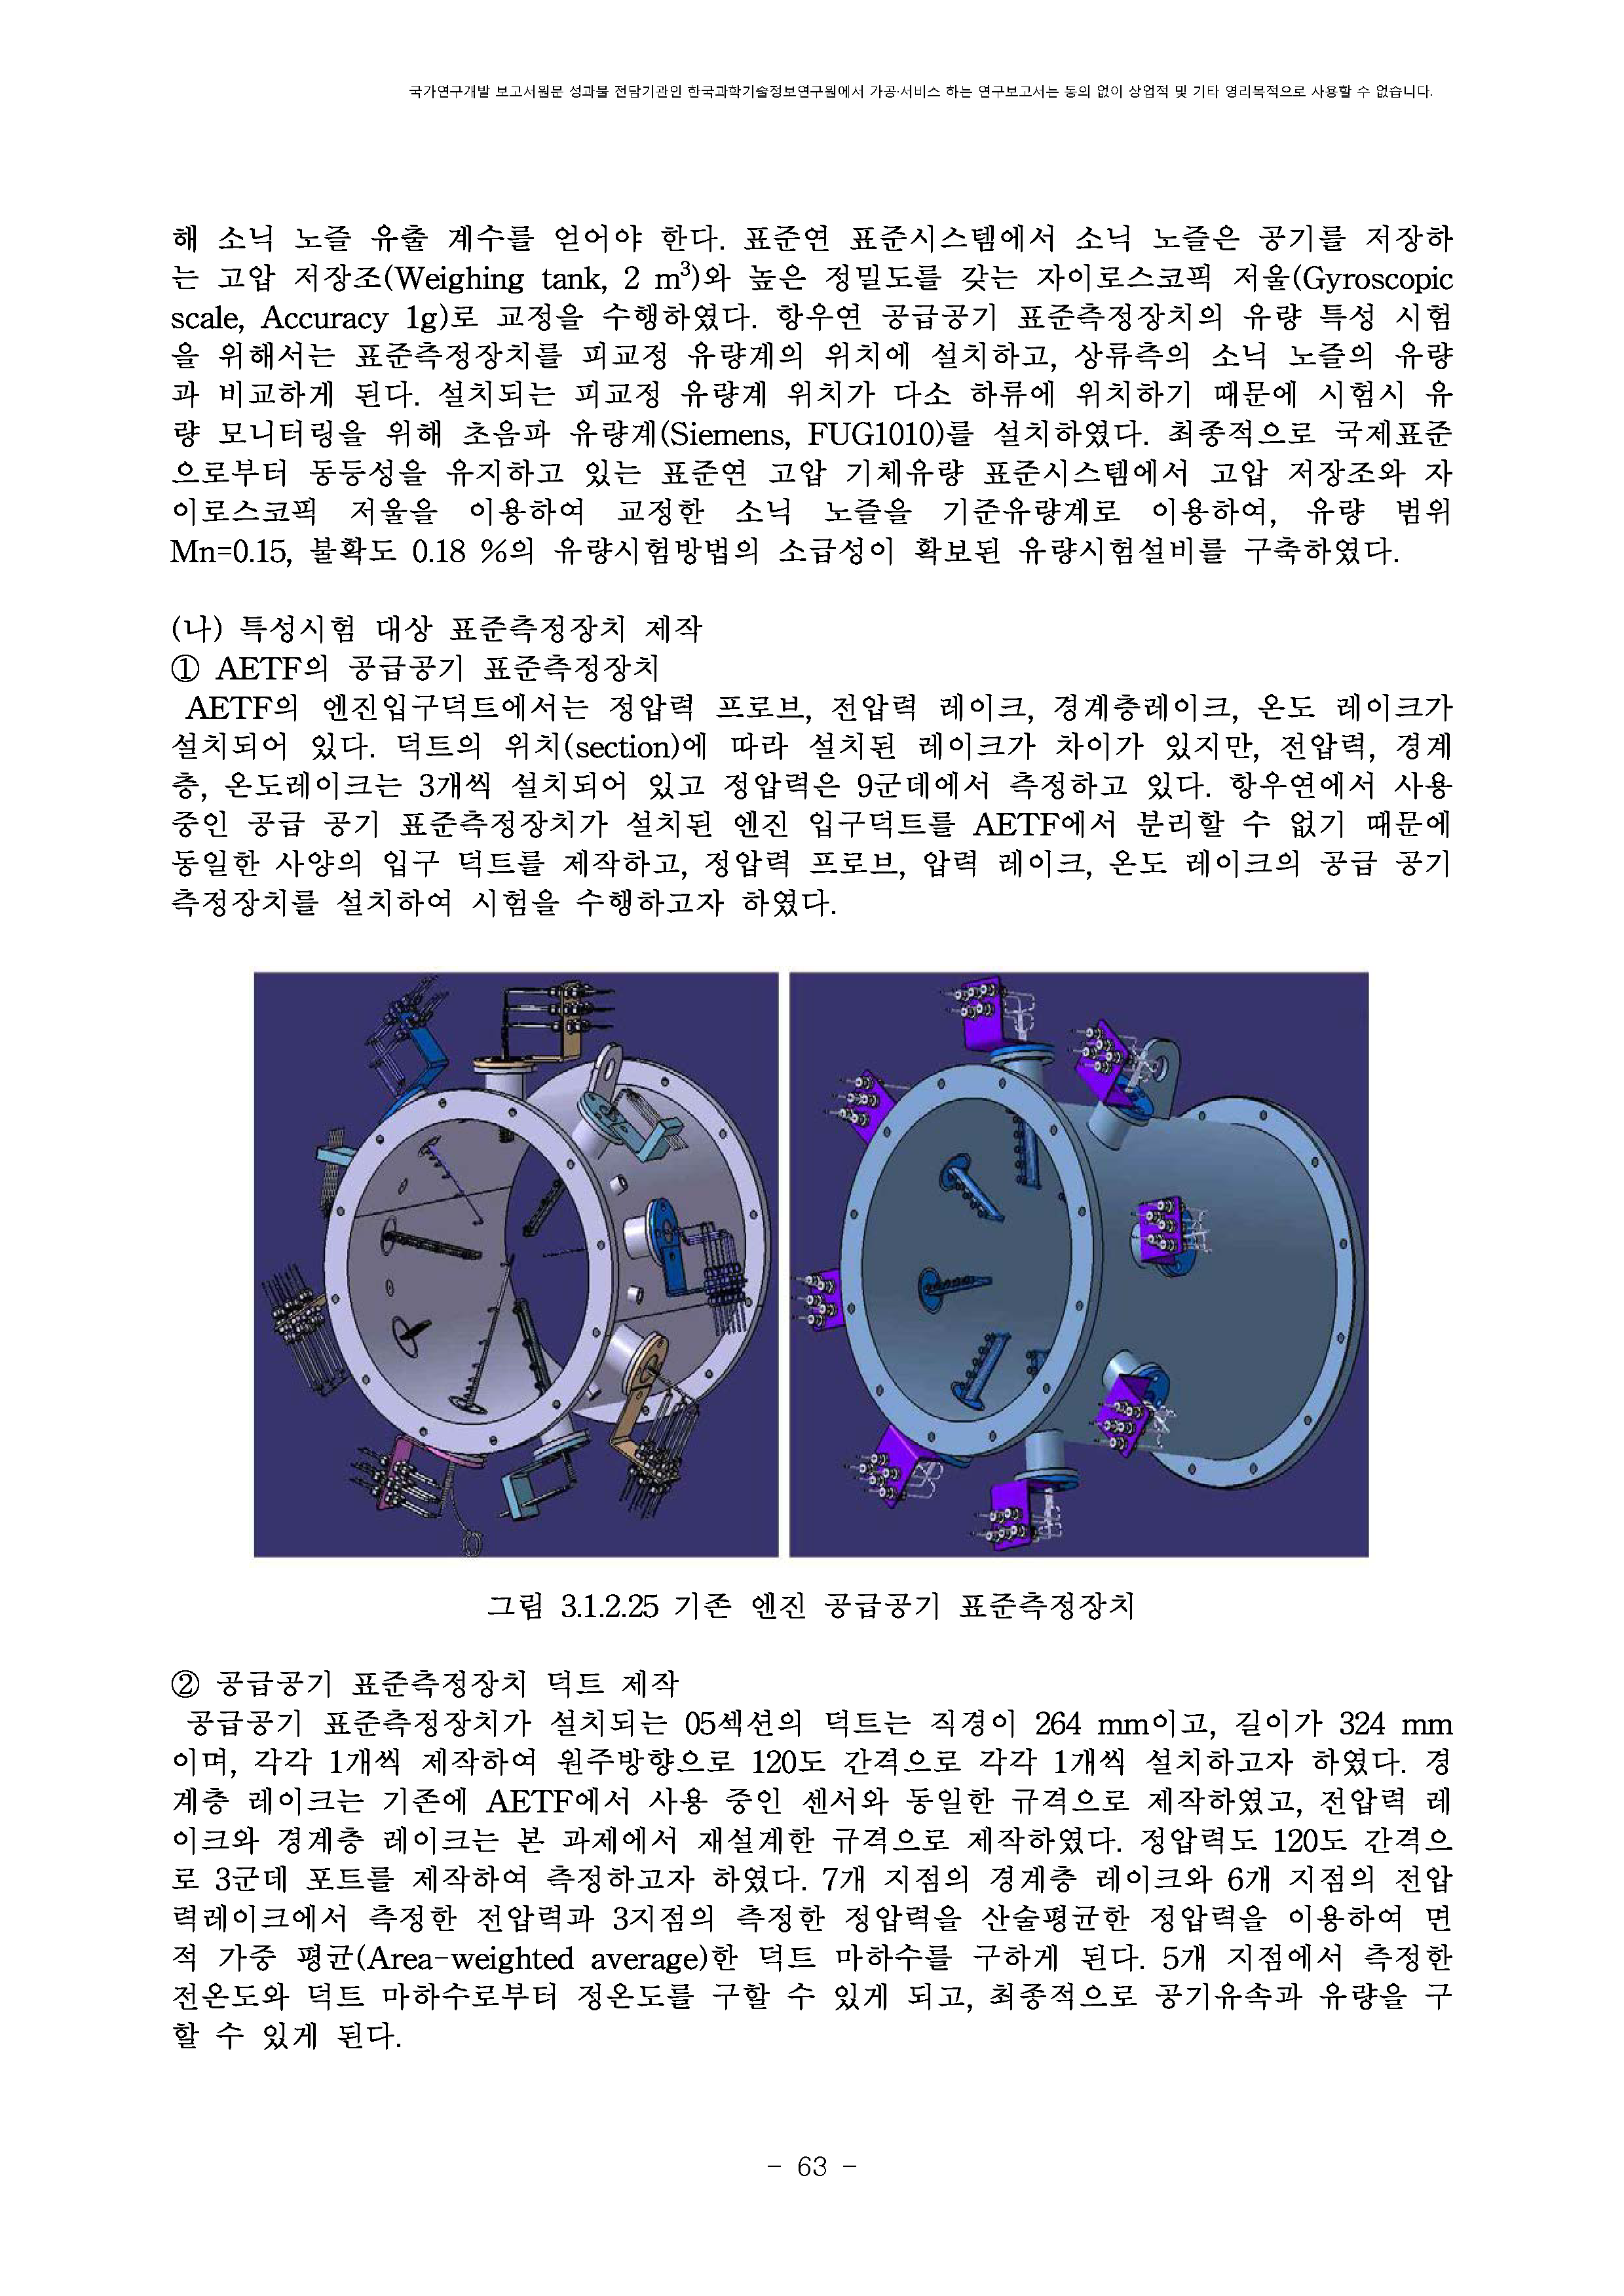 국가연구개발 보고서원문 성과물 전담기관인 한국과학기술정보연구원에서 가공·서비스 하는 연구보고서는 동의 없이 상업적 및 기타 영리목적으로 사용할 수 없습니다.
해 소닉 노즐 유출 계수를 얻어야 한다. 표준연 표준시스템에서 소닉 노즐은 공기를 저장하
는 고압 저장조(Weighing tank, 2 m³)와 높은 정밀도를 갖는 자이로스코픽 저울(Gyroscopic
scale, Accuracy 1g)로 교정을 수행하였다. 항우연 공급공기 표준측정장치의 유량 특성 시험
을 위해서는 표준측정장치를 피교정 유량계의 위치에 설치하고, 상류측의 소닉 노즐의 유량
과 비교하게 된다. 설치되는 피교정 유량계 위치가 다소 하류에 위치하기 때문에 시험시 유
량 모니터링을 위해 초음파 유량계(Siemens, FUG1010)를 설치하였다. 최종적으로 국제표준
으로부터 동등성을 유지하고 있는 표준연 고압 기체유량 표준시스템에서 고압 저장조와 자
이로스코픽 저울을 이용하여 교정한 소닉 노즐을 기준유량계로 이용하여, 유량 범위
Mn=0.15, 불확도 0.18 %의 유량시험방법의 소급성이 확보된 유량시험설비를 구축하였다.
(나) 특성시험 대상 표준측정장치 제작
① AETF의 공급공기 표준측정장치
AETF의 엔진입구덕트에서는 정압력 프로브, 전압력 레이크, 경계층레이크, 온도 레이크가
설치되어 있다. 덕트의 위치(section)에 따라 설치된 레이크가 차이가 있지만, 전압력, 경계
층, 온도레이크는 3개씩 설치되어 있고 정압력은 9군데에서 측정하고 있다. 항우연에서 사용
중인 공급 공기 표준측정장치가 설치된 엔진 입구덕트를 AETF에서 분리할 수 없기 때문에
동일한 사양의 입구 덕트를 제작하고, 정압력 프로브, 압력 레이크, 온도 레이크의 공급 공기
측정장치를 설치하여 시험을 수행하고자 하였다.
그림 3.1.2.25 기존 엔진 공급공기 표준측정장치
② 공급공기 표준측정장치 덕트 제작
공급공기 표준측정장치가 설치되는 05섹션의 덕트는 직경이 264 mm이고, 길이가 324 mm
이며, 각각 1개씩 제작하여 원주방향으로 120도 간격으로 각각 1개씩 설치하고자 하였다. 경
계층 레이크는 기존에 AETF에서 사용 중인 센서와 동일한 규격으로 제작하였고, 전압력 레
이크와 경계층 레이크는 본 과제에서 재설계한 규격으로 제작하였다. 정압력도 120도 간격으
로 3군데 포트를 제작하여 측정하고자 하였다. 7개 지점의 경계층 레이크와 6개 지점의 전압
력레이크에서 측정한 전압력과 3지점의 측정한 정압력을 산술평균한 정압력을 이용하여 면
적 가중 평균(Area-weighted average)한 덕트 마하수를 구하게 된다. 5개 지점에서 측정한
전온도와 덕트 마하수로부터 정온도를 구할 수 있게 되고, 최종적으로 공기유속과 유량을 구
할 수 있게 된다.
- 63 -